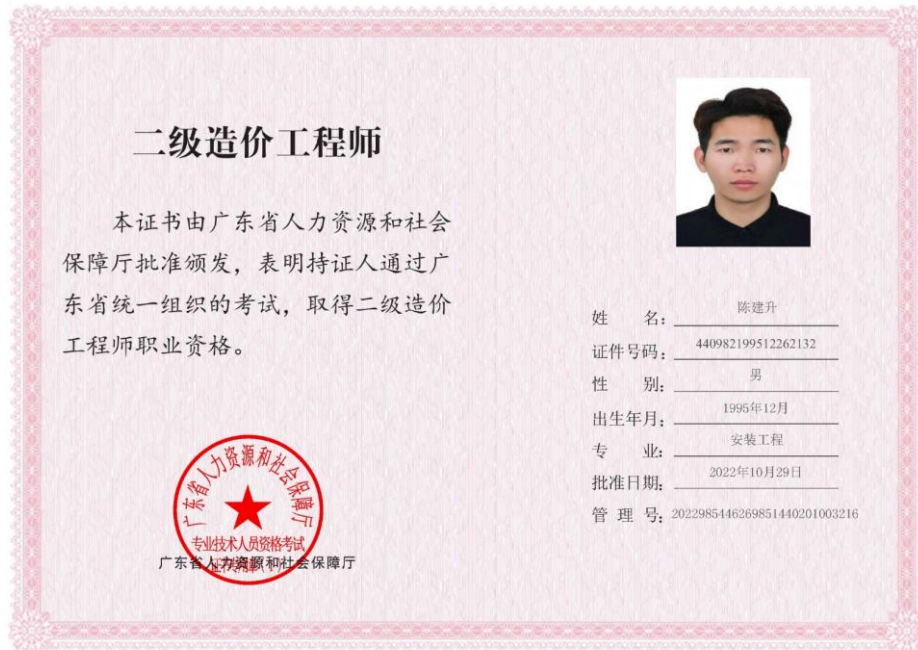 二级造价工程师
本证书由广东省人力资源和社会
保障厅批准颁发，表明持证人通过广
东省统一组织的考试，取得二级造价
工程师职业资格。
姓名：陈建升
证件号码：440982199512262132
性别：男
出生年月：1995年12月
专业：安装工程
批准日期：2022年10月29日
管理号：2022985446269851440201003216
广东省人力资源和社会保障厅
专业技术人员资格考试
广东省人力资源和社会保障厅